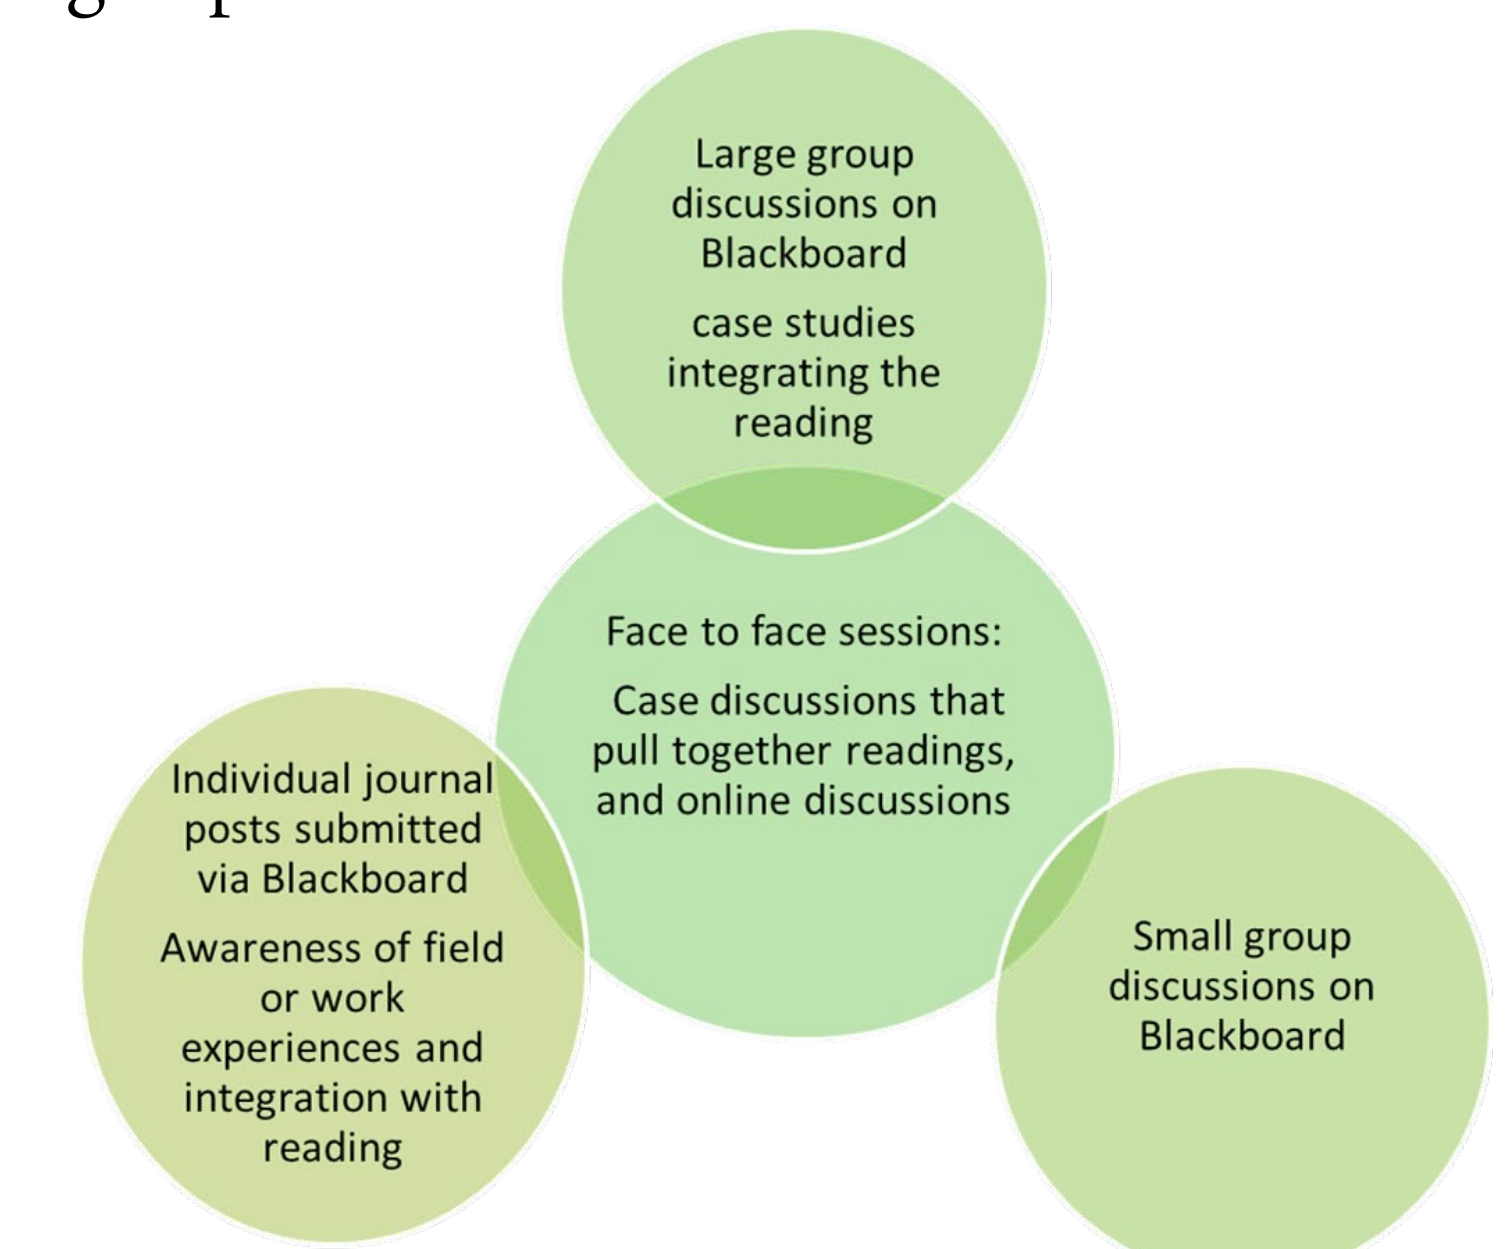 Large group
discussions on
Blackboard
case studies
integrating the
reading
Face to face sessions:
Case discussions that
pull together readings,
and online discussions
Individual journal
posts submitted
via Blackboard
Awareness of field
or work
experiences and
integration with
reading
Small group
discussions on
Blackboard